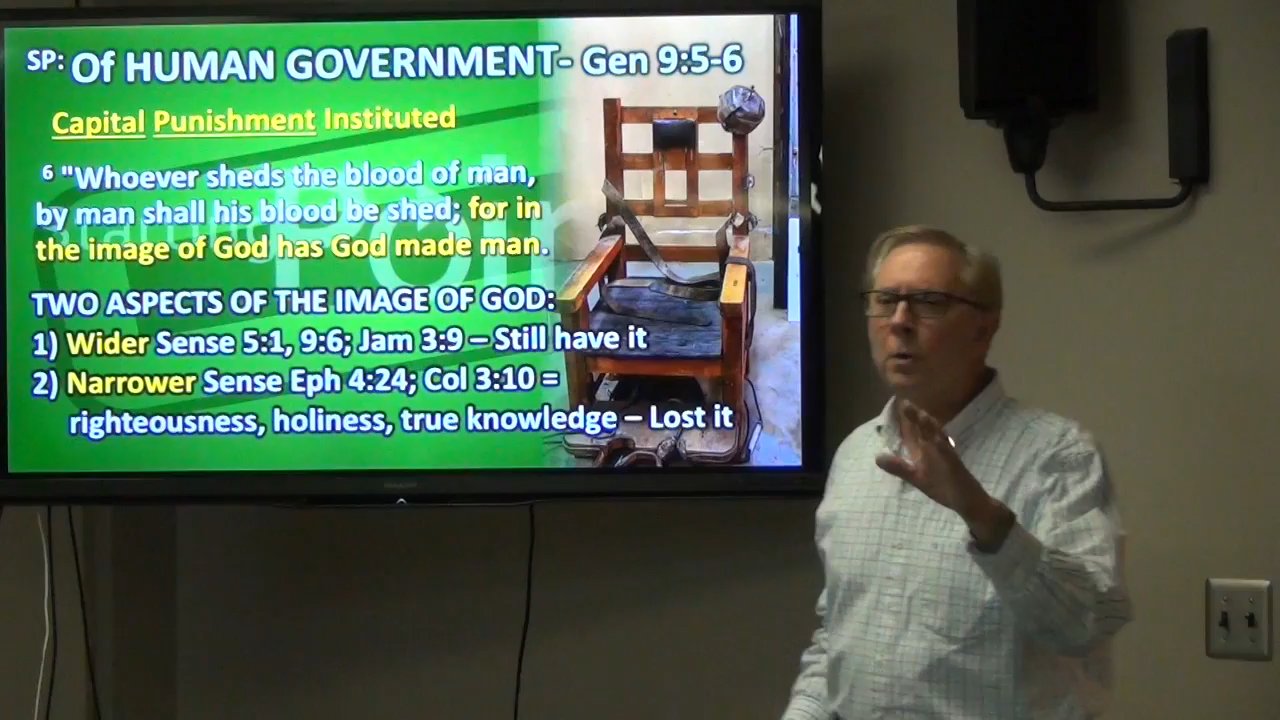 SP: Of HUMAN GOVERNMENT- Gen 9:5-6
Capital Punishment Instituted
6 "Whoever sheds the blood of man,
by man shall his blood be shed; for in
the image of God has God made man.
TWO ASPECTS OF THE IMAGE OF GOD:
1) Wider Sense 5:1, 9:6; Jam 3:9 – Still have it
2) Narrower Sense Eph 4:24; Col 3:10 =
righteousness, holiness, true knowledge – Lost it